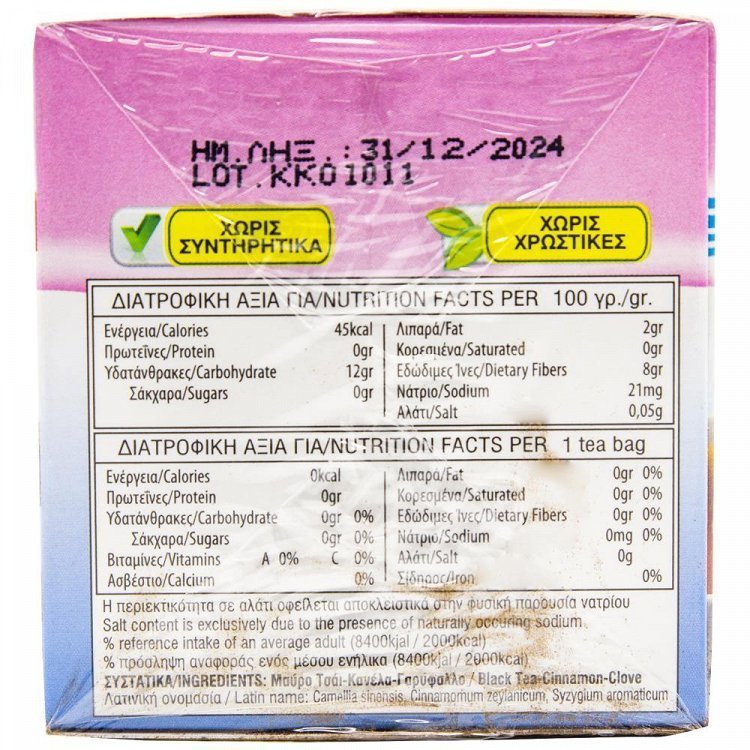 ΗΜ.ΛΗΞ.:31/12/2024
LOT.KK01011
ΧΩΡΙΣ
ΣΥΝΤΗΡΗΤΙΚΑ
ΧΩΡΙΣ
ΧΡΩΣΤΙΚΕΣ
ΔΙΑΤΡΟΦΙΚΗ ΑΞΙΑ ΓΙΑ/NUTRITION FACTS PER 100 γρ./gr.
Ενέργεια/Calories 45kcal Λιπαρά/Fat 2gr
Πρωτεΐνες/Protein 0gr Κορεσμένα/Saturated 0gr
Υδατάνθρακες/Carbohydrate 12gr Εδώδιμες Ίνες/Dietary Fibers 8gr
Σάκχαρα/Sugars 0gr Νάτριο/Sodium 21mg
Αλάτι/Salt 0,05g
ΔΙΑΤΡΟΦΙΚΗ ΑΞΙΑ ΓΙΑ/NUTRITION FACTS PER 1 tea bag
Ενέργεια/Calories 0kcal Λιπαρά/Fat 0gr 0%
Πρωτεΐνες/Protein 0gr Κορεσμένα/Saturated 0gr 0%
Υδατάνθρακες/Carbohydrate 0gr 0% Εδώδιμες Ίνες/Dietary Fibers 0gr 0%
Σάκχαρα/Sugars 0gr 0% Νάτριο/Sodium 0mg 0%
Βιταμίνες/Vitamins A 0% C 0% Αλάτι/Salt 0g
Ασβέστιο/Calcium 0% Σίδηρος/Iron 0%
Η περιεκτικότητα σε αλάτι οφείλεται αποκλειστικά στην φυσική παρουσία νατρίου
Salt content is exclusively due to the presence of naturally occuring sodium
% reference intake of an average adult (8400kjal / 2000kcal)
% πρόσληψη αναφοράς ενός μέσου ενήλικα (8400kjal / 2000kcal)
ΣΥΣΤΑΤΙΚΑ/INGREDIENTS: Μαύρο Τσάι-Κανέλα-Γαρύφαλλο / Black Tea-Cinnamon-Clove
Λατινική ονομασία / Latin name: Camellia sinensis, Cinnamomum zeylanicum, Syzygium aromaticum